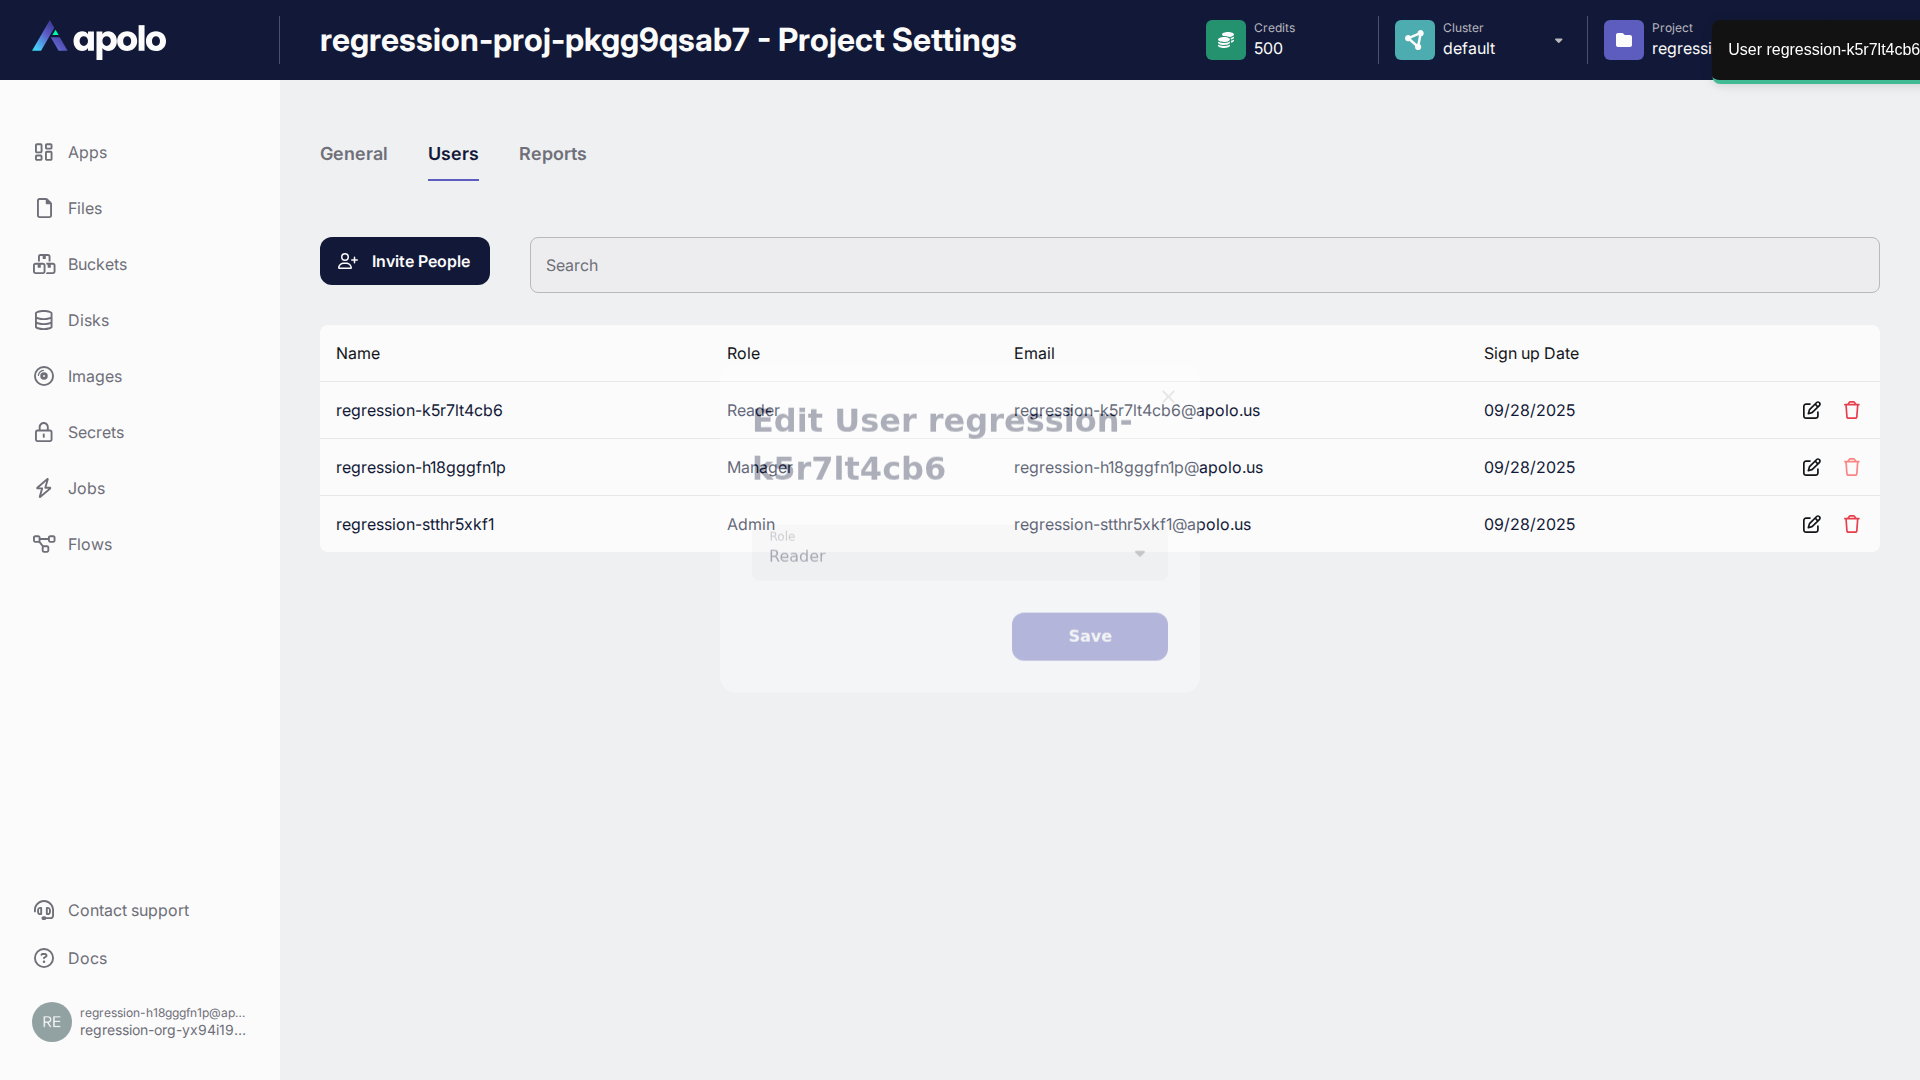 apolo
regression-proj-pkgg9qsab7 - Project Settings
Credits
500
Cluster
default
Project
regressi
User regression-k5r7lt4cb6
Apps
Files
Buckets
Disks
Images
Secrets
Jobs
Flows
Contact support
Docs
RE
regression-h18gggfn1p@ap...
regression-org-yx94i19...
General
Users
Reports
Invite People
Search
Name Role Email Sign up Date
regression-k5r7lt4cb6 Reader regression-k5r7lt4cb6@apolo.us 09/28/2025
regression-h18gggfn1p Manager regression-h18gggfn1p@apolo.us 09/28/2025
regression-stthr5xkf1 Admin regression-stthr5xkf1@apolo.us 09/28/2025
Edit User regression-
k5r7lt4cb6
Role
Reader
Save